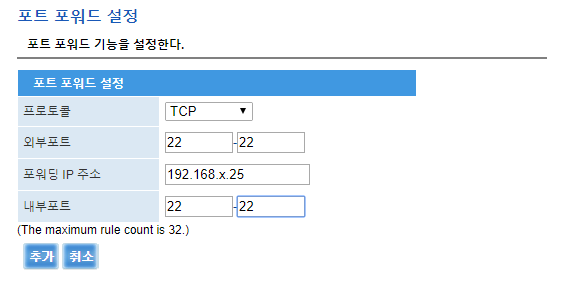 포트 포워드 설정
포트 포워드 기능을 설정한다.
포트 포워드 설정
프로토콜 TCP ▼
외부포트 22 - 22
포워딩 IP 주소 192.168.x.25
내부포트 22 - 22
(The maximum rule count is 32.)
추가 취소